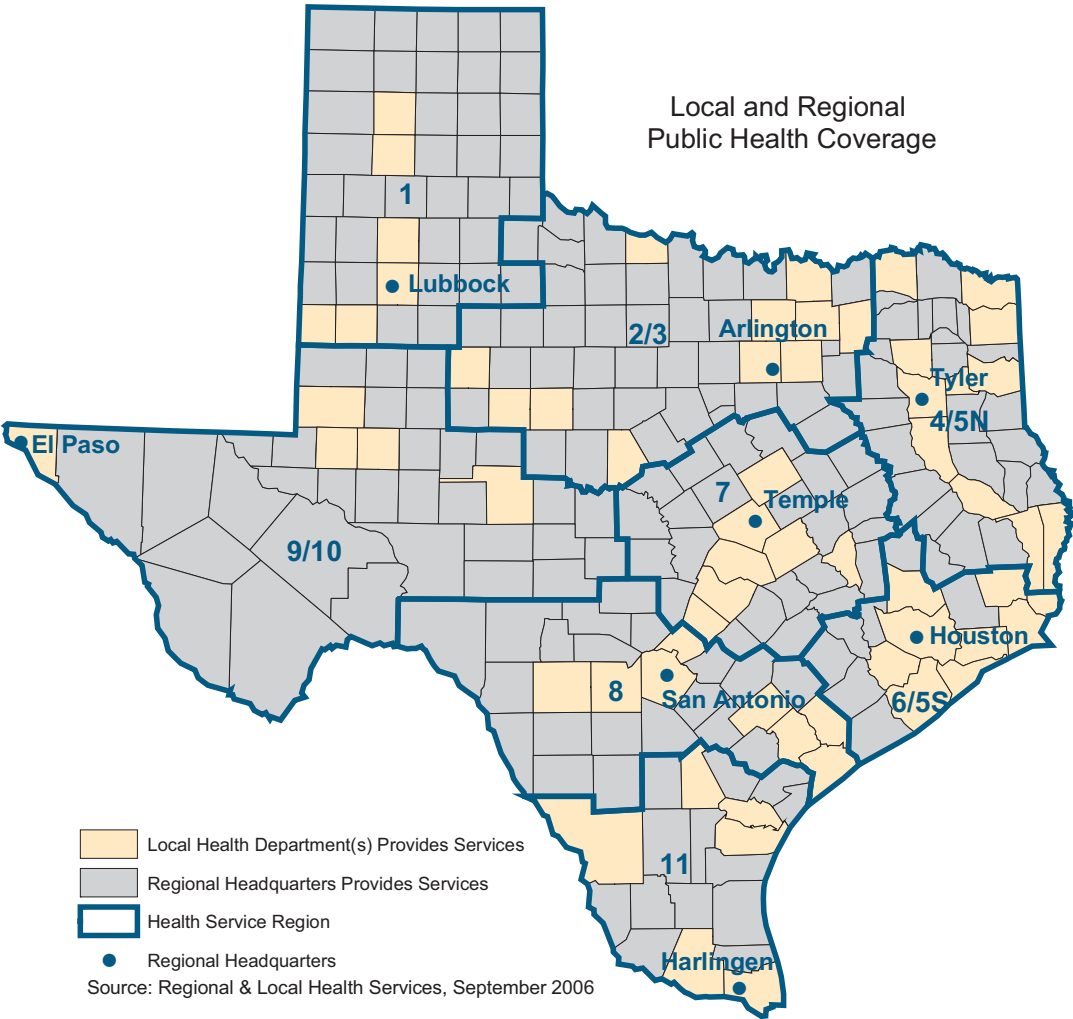 Local and Regional
Public Health Coverage
1
Lubbock
2/3
Arlington
Tyler
4/5N
El Paso
7
Temple
9/10
Houston
8
San Antonio
6/5S
11
Harlingen
Local Health Department(s) Provides Services
Regional Headquarters Provides Services
Health Service Region
Regional Headquarters
Source: Regional & Local Health Services, September 2006